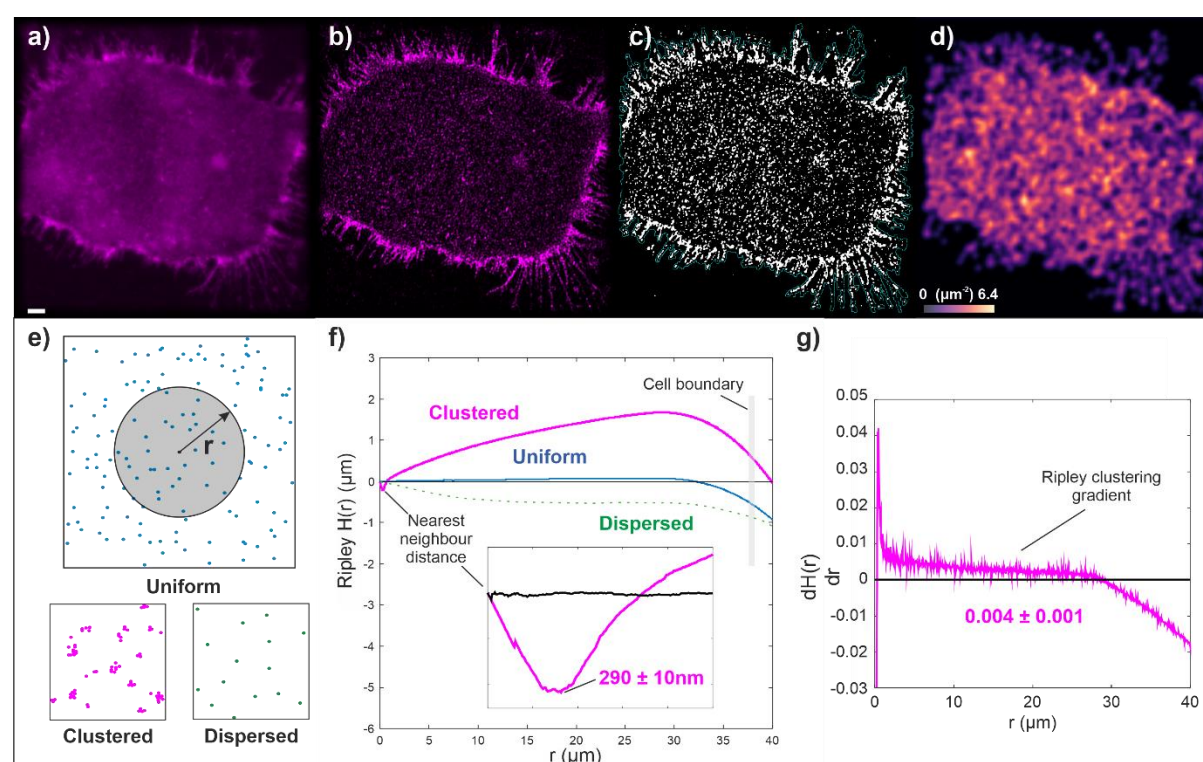 a)
b)
c)
d)
0 (µm⁻²) 6.4
e)
r
Uniform
Clustered
Dispersed
f)
3
2
1
0
-1
-2
-3
-4
-5
-6
Ripley H(r) (µm)
Clustered
Uniform
Dispersed
Cell boundary
Nearest
neighbour
distance
290 ± 10nm
0
5
10
15
20
25
30
35
40
r (µm)
g)
0.05
0.04
0.03
0.02
0.01
0
-0.01
-0.02
-0.03
dH(r)
dr
Ripley clustering
gradient
0.004 ± 0.001
0
10
20
30
40
r (µm)